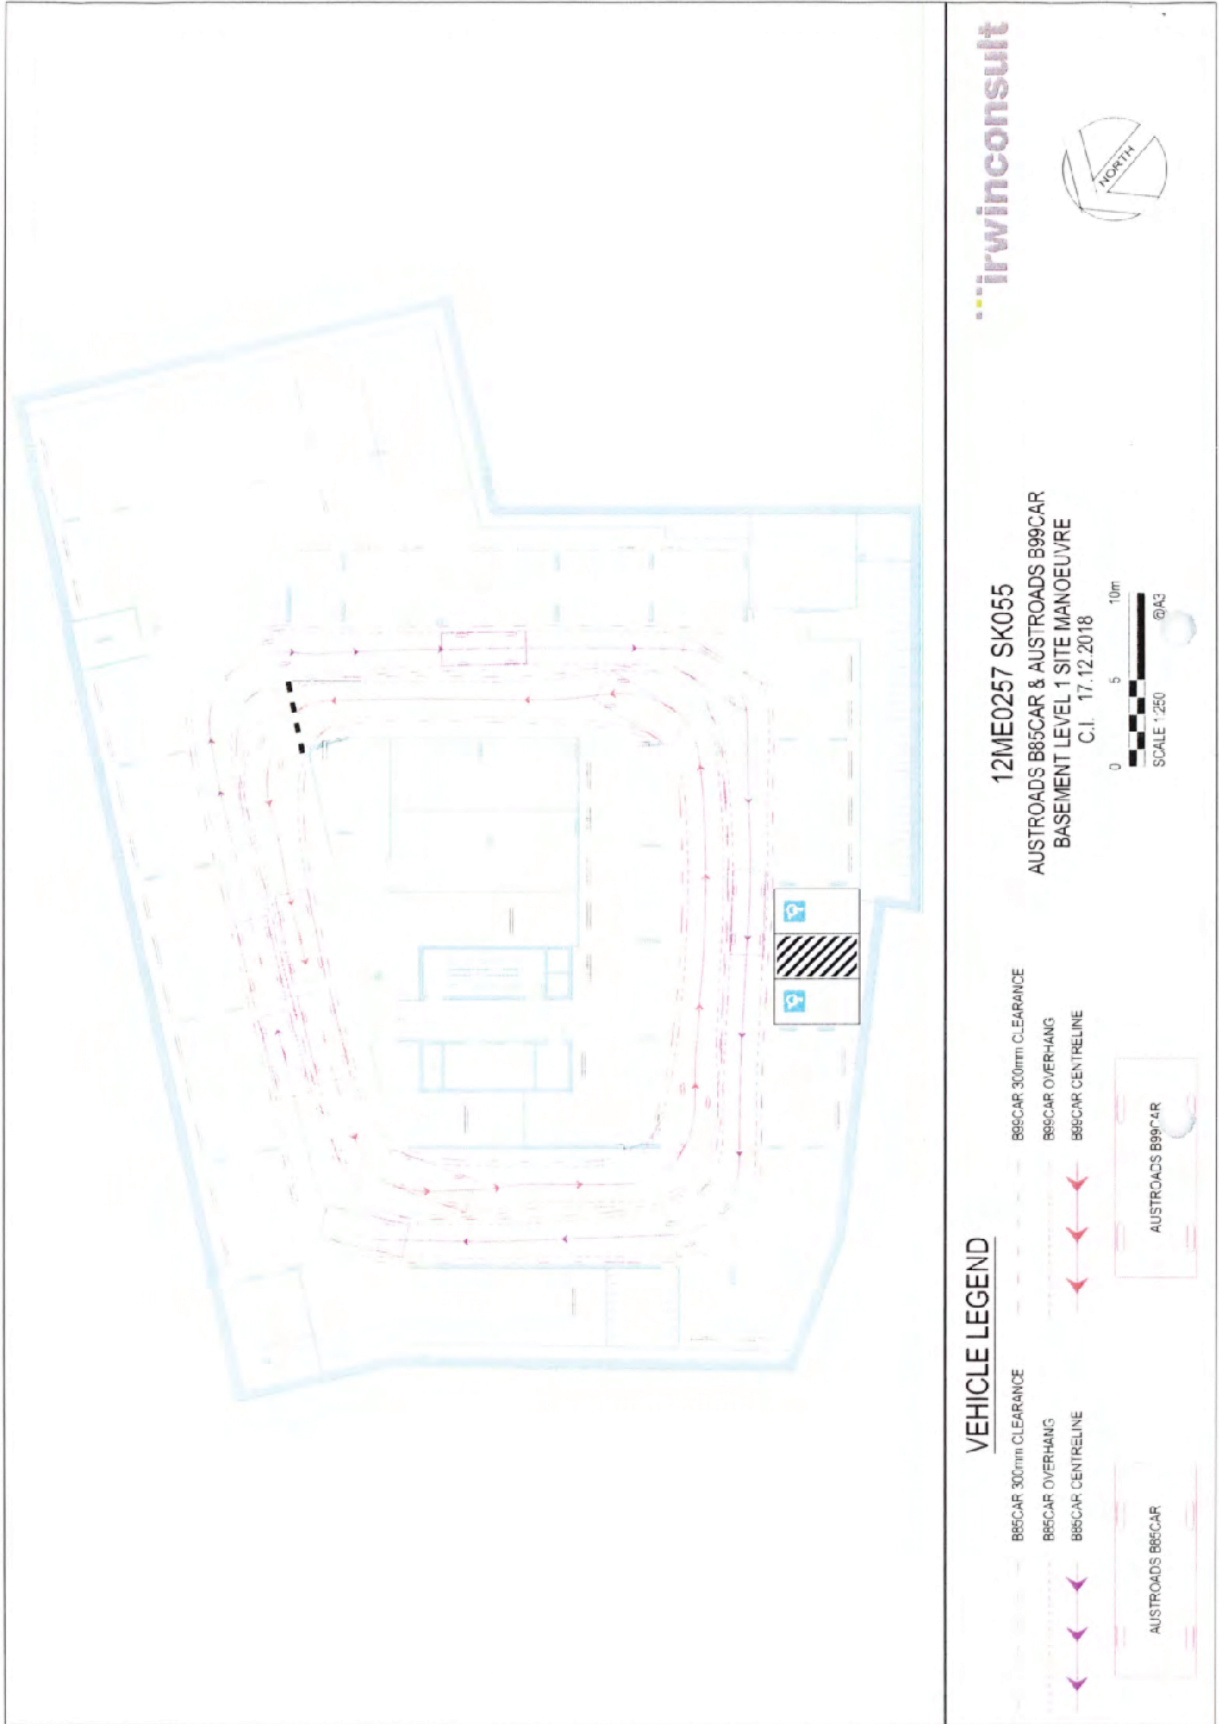 irwinconsult
NORTH
12ME0257 SK055
AUSTROADS B85CAR & AUSTROADS B99CAR
BASEMENT LEVEL 1 SITE MANOEUVRE
C.I. 17.12.2018
0 5 10m
SCALE 1:250 @A3
VEHICLE LEGEND
B85CAR 300mm CLEARANCE
B85CAR OVERHANG
B85CAR CENTRELINE
AUSTROADS B85CAR
B99CAR 300mm CLEARANCE
B99CAR OVERHANG
B99CAR CENTRELINE
AUSTROADS B99CAR